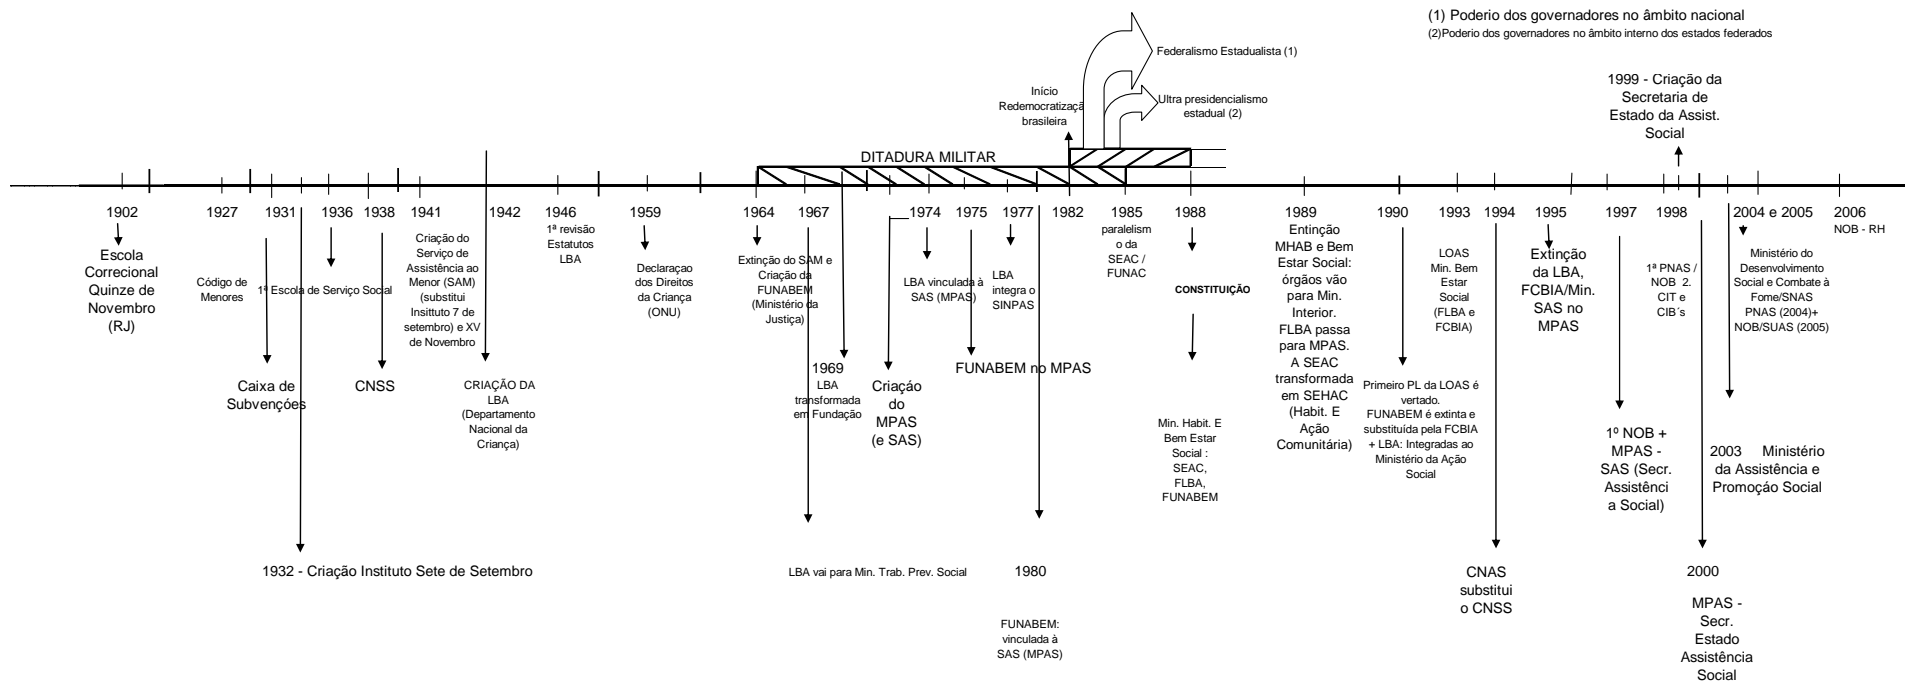 (1) Poderio dos governadores no âmbito nacional
(2)Poderio dos governadores no âmbito interno dos estados federados
Federalismo Estadualista (1)
Ultra presidencialismo
estadual (2)
Início
Redemocratizaçã
brasileira
1999 - Criação da
Secretaria de
Estado da Assist.
Social
DITADURA MILITAR
1902
Escola
Correcional
Quinze de
Novembro
(RJ)
1927
Código de
Menores
1931
Caixa de
Subvenções
1932 - Criação Instituto Sete de Setembro
1936
1ª Escola de Serviço Social
1938
CNSS
1941
Criação do
Serviço de
Assistência ao
Menor (SAM)
(substitui
Insittuto 7 de
setembro) e XV
de Novembro
1942
CRIAÇÃO DA
LBA
(Departamento
Nacional da
Criança)
1946
1ª revisão
Estatutos
LBA
1959
Declaraçao
dos Direitos
da Criança
(ONU)
1964
Extinção do SAM e
Criação da
FUNABEM
(Ministério da
Justiça)
1967
LBA vai para Min. Trab. Prev. Social
1969
LBA
transformada
em Fundação
Criaçáo
do
MPAS
(e SAS)
1974
LBA vinculada à
SAS (MPAS)
1975
FUNABEM no MPAS
1977
LBA
integra o
SINPAS
1980
FUNABEM:
vinculada à
SAS (MPAS)
1982
1985
paralelism
o da
SEAC /
FUNAC
1988
CONSTITUIÇÃO
Min. Habit. E
Bem Estar
Social :
SEAC,
FLBA,
FUNABEM
1989
Entinção
MHAB e Bem
Estar Social:
órgãos vão
para Min.
Interior.
FLBA passa
para MPAS.
A SEAC
transformada
em SEHAC
(Habit. E
Ação
Comunitária)
1990
Primeiro PL da LOAS é
vertado.
FUNABEM é extinta e
substituída pela FCBIA
+ LBA: Integradas ao
Ministério da Ação
Social
1993
LOAS
Min. Bem
Estar
Social
(FLBA e
FCBIA)
1994
CNAS
substitui
o CNSS
1995
Extinção
da LBA,
FCBIA/Min.
SAS no
MPAS
1997
1º NOB +
MPAS -
SAS (Secr.
Assistênci
a Social)
1998
1ª PNAS /
NOB 2.
CIT e
CIB´s
2000
MPAS -
Secr.
Estado
Assistência
Social
2003 Ministério
da Assistência e
Promoçáo Social
2004 e 2005
Ministério do
Desenvolvimento
Social e Combate à
Fome/SNAS
PNAS (2004)+
NOB/SUAS (2005)
2006
NOB - RH